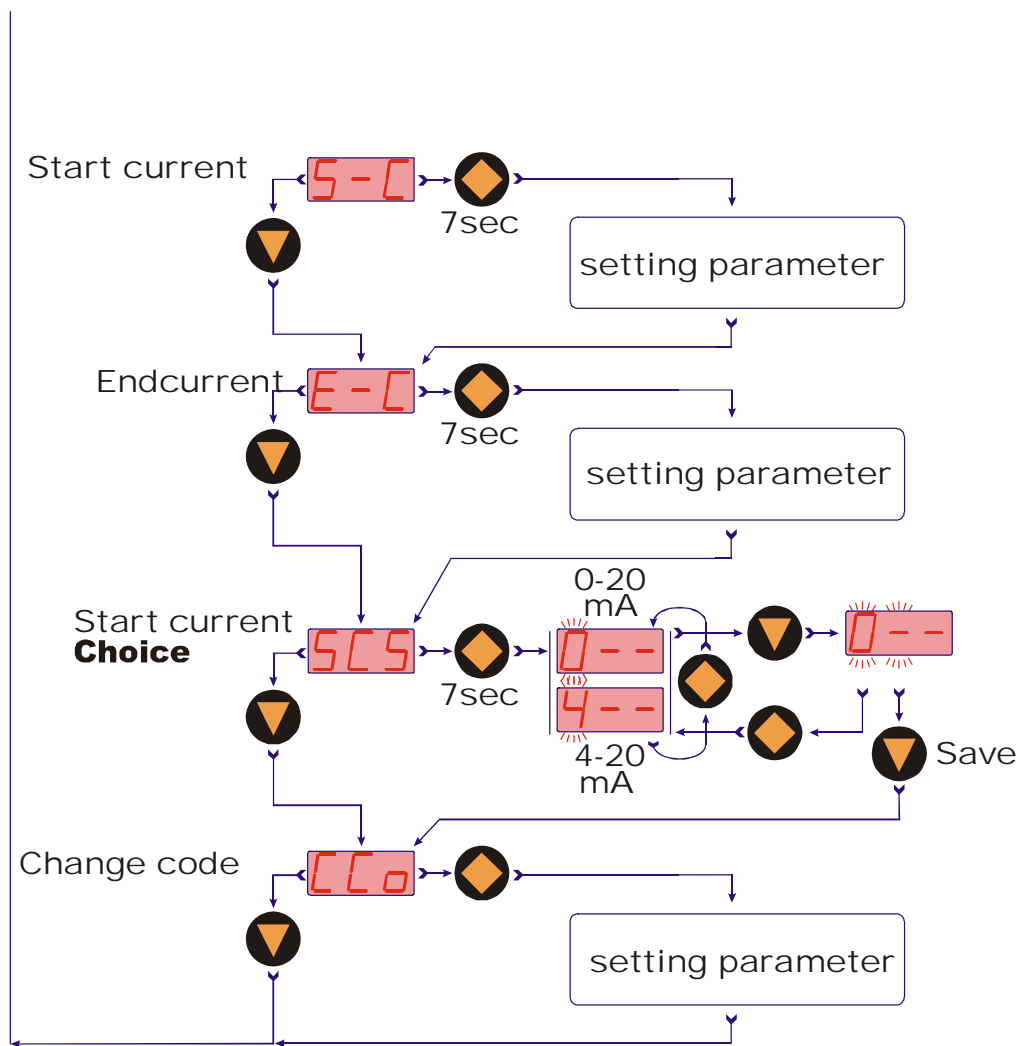 Start current
S-C
7sec
setting parameter
Endcurrent
E-C
7sec
setting parameter
0-20
mA
Start current
Choice
SCS
7sec
0--
4--
0--
4-20
mA
Save
Change code
CCo
setting parameter